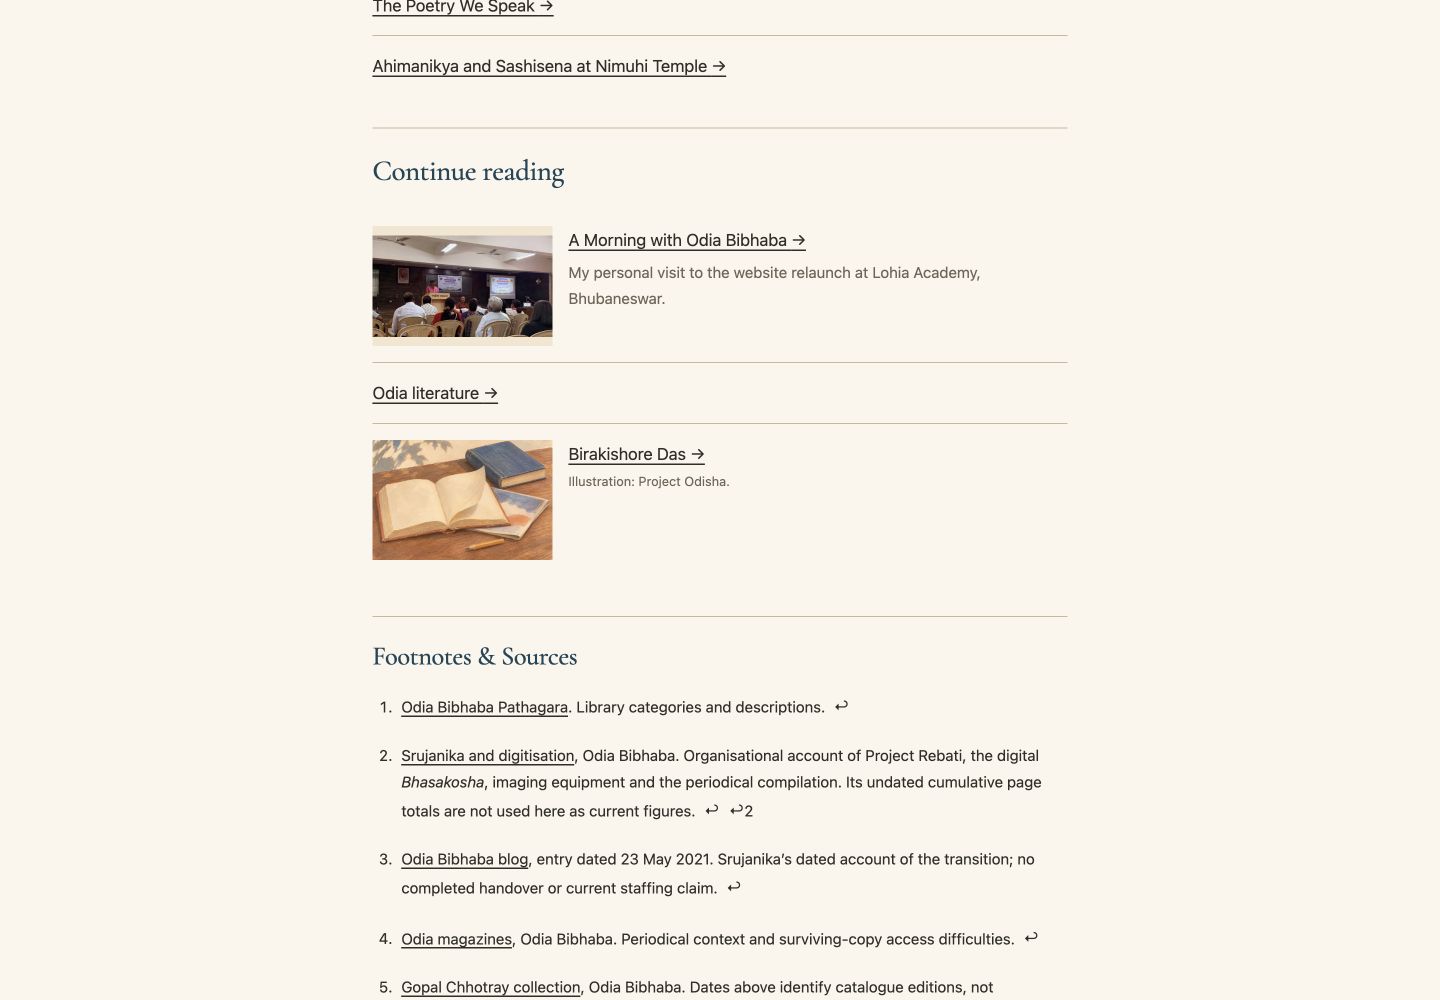 The Poetry We Speak →
Ahimanikya and Sashisena at Nimuhi Temple →
Continue reading
A Morning with Odia Bibhaba →
My personal visit to the website relaunch at Lohia Academy,
Bhubaneswar.
Odia literature →
Birakishore Das →
Illustration: Project Odisha.
Footnotes & Sources
1. Odia Bibhaba Pathagara. Library categories and descriptions. ↩
2. Srujanika and digitisation, Odia Bibhaba. Organisational account of Project Rebati, the digital
Bhasakosha, imaging equipment and the periodical compilation. Its undated cumulative page
totals are not used here as current figures. ↩ ↩2
3. Odia Bibhaba blog, entry dated 23 May 2021. Srujanika’s dated account of the transition; no
completed handover or current staffing claim. ↩
4. Odia magazines, Odia Bibhaba. Periodical context and surviving-copy access difficulties. ↩
5. Gopal Chhotray collection, Odia Bibhaba. Dates above identify catalogue editions, not